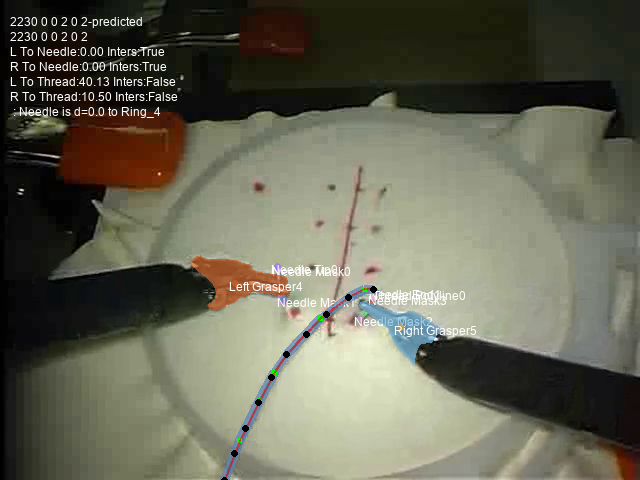 2230 0 0 2 0 2-predicted
2230 0 0 2 0 2
L To Needle:0.00 Inters:True
R To Needle:0.00 Inters:True
L To Thread:40.13 Inters:False
R To Thread:10.50 Inters:False
: Needle is d=0.0 to Ring_4
Needle Mask0
Left Grasper4
Needle Mask3
Needle Mask2
Right Grasper5